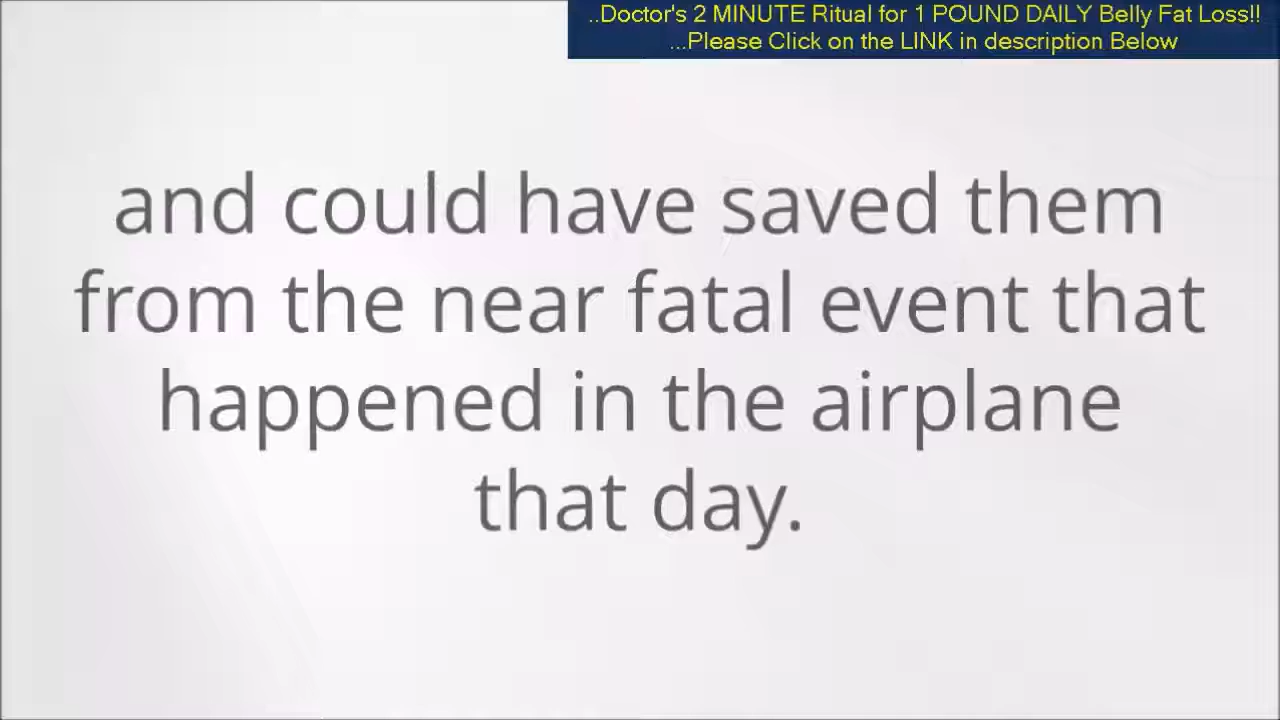 ..Doctor's 2 MINUTE Ritual for 1 POUND DAILY Belly Fat Loss!!
...Please Click on the LINK in description Below
and could have saved them
from the near fatal event that
happened in the airplane
that day.